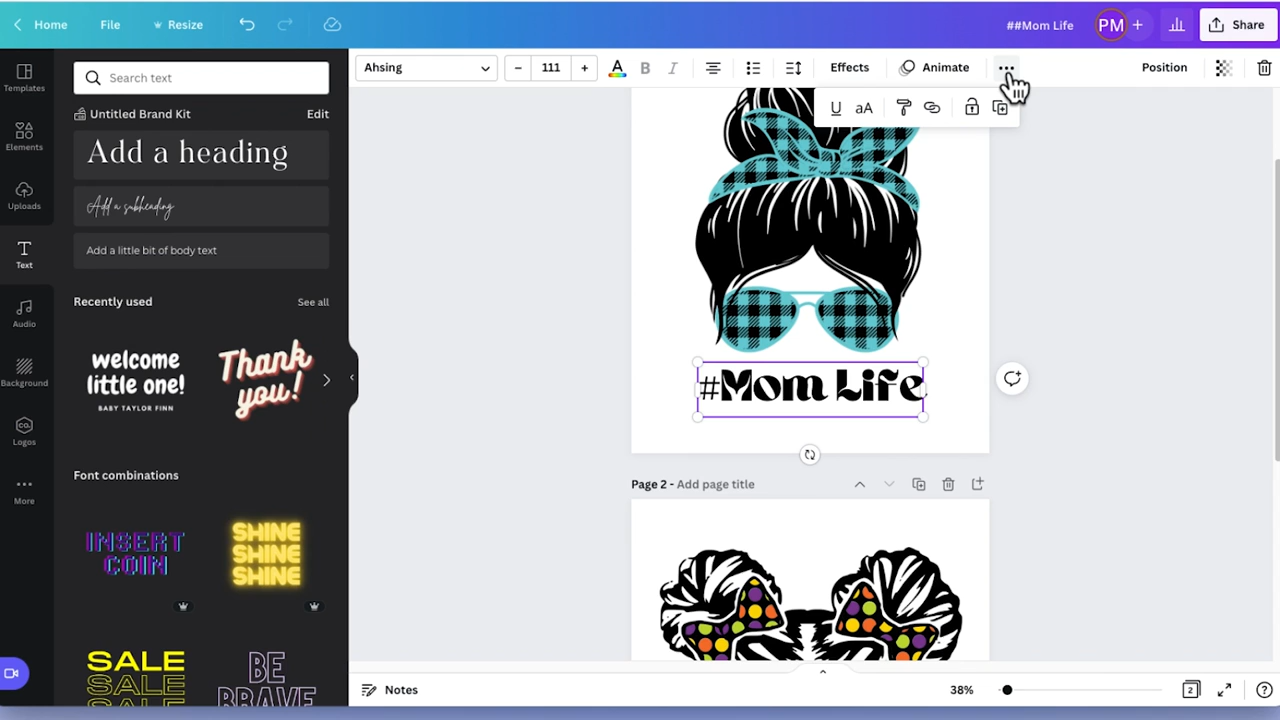 Home
File
Resize
##Mom Life
PM
Share
Templates
Elements
Uploads
Text
Audio
Background
Logos
More
Search text
Untitled Brand Kit
Edit
Add a heading
Add a subheading
Add a little bit of body text
Recently used
See all
welcome
little one!
BABY TAYLOR FINN
Thank
you!
Font combinations
INSERT
COIN
SHINE
SHINE
SHINE
SALE
SALE
SALE
BE
BRAVE
Ahsing
- 111 +
A
B
I
Effects
Animate
Position
U
aA
#Mom Life
Page 2 - Add page title
Notes
38%
2